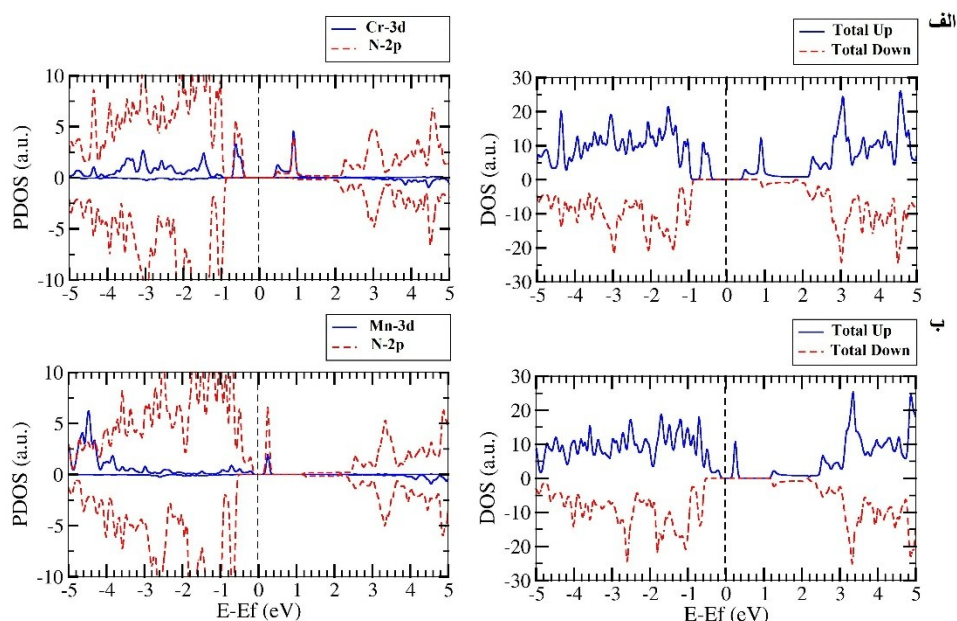 Cr-3d
N-2p
Total Up
Total Down
الف
10
5
0
-5
-10
PDOS (a.u.)
-5 -4 -3 -2 -1 0 1 2 3 4 5
30
20
10
0
-10
-20
-30
DOS (a.u.)
-5 -4 -3 -2 -1 0 1 2 3 4 5
Mn-3d
N-2p
Total Up
Total Down
ب
10
5
0
-5
-10
PDOS (a.u.)
-5 -4 -3 -2 -1 0 1 2 3 4 5
E-Ef (eV)
30
20
10
0
-10
-20
-30
DOS (a.u.)
-5 -4 -3 -2 -1 0 1 2 3 4 5
E-Ef (eV)